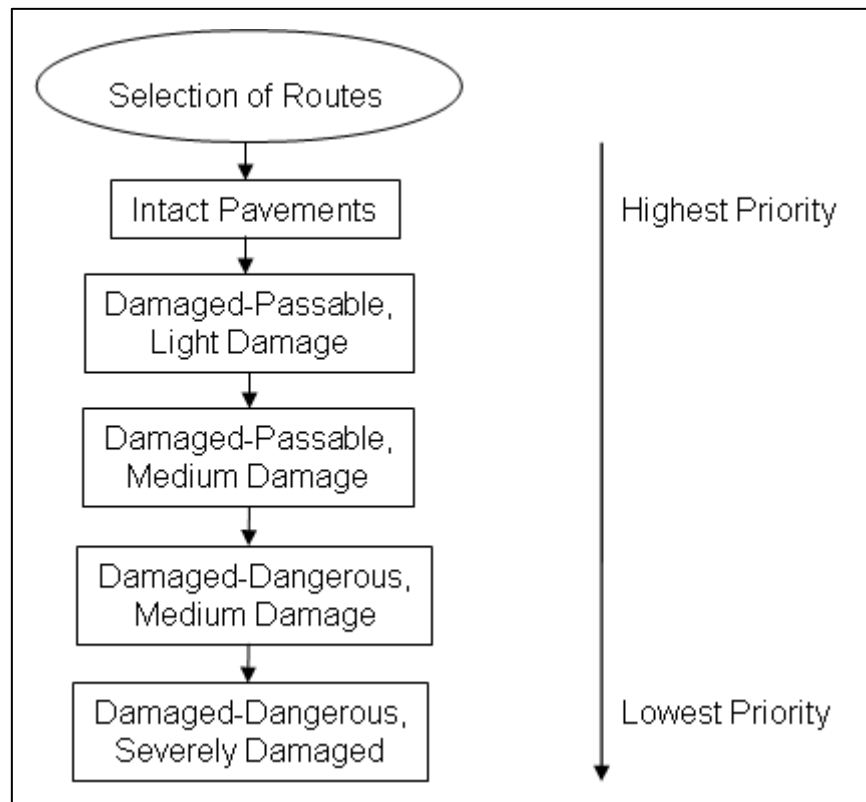 Selection of Routes
Intact Pavements
Highest Priority
Damaged-Passable,
Light Damage
Damaged-Passable,
Medium Damage
Damaged-Dangerous,
Medium Damage
Damaged-Dangerous,
Severely Damaged
Lowest Priority